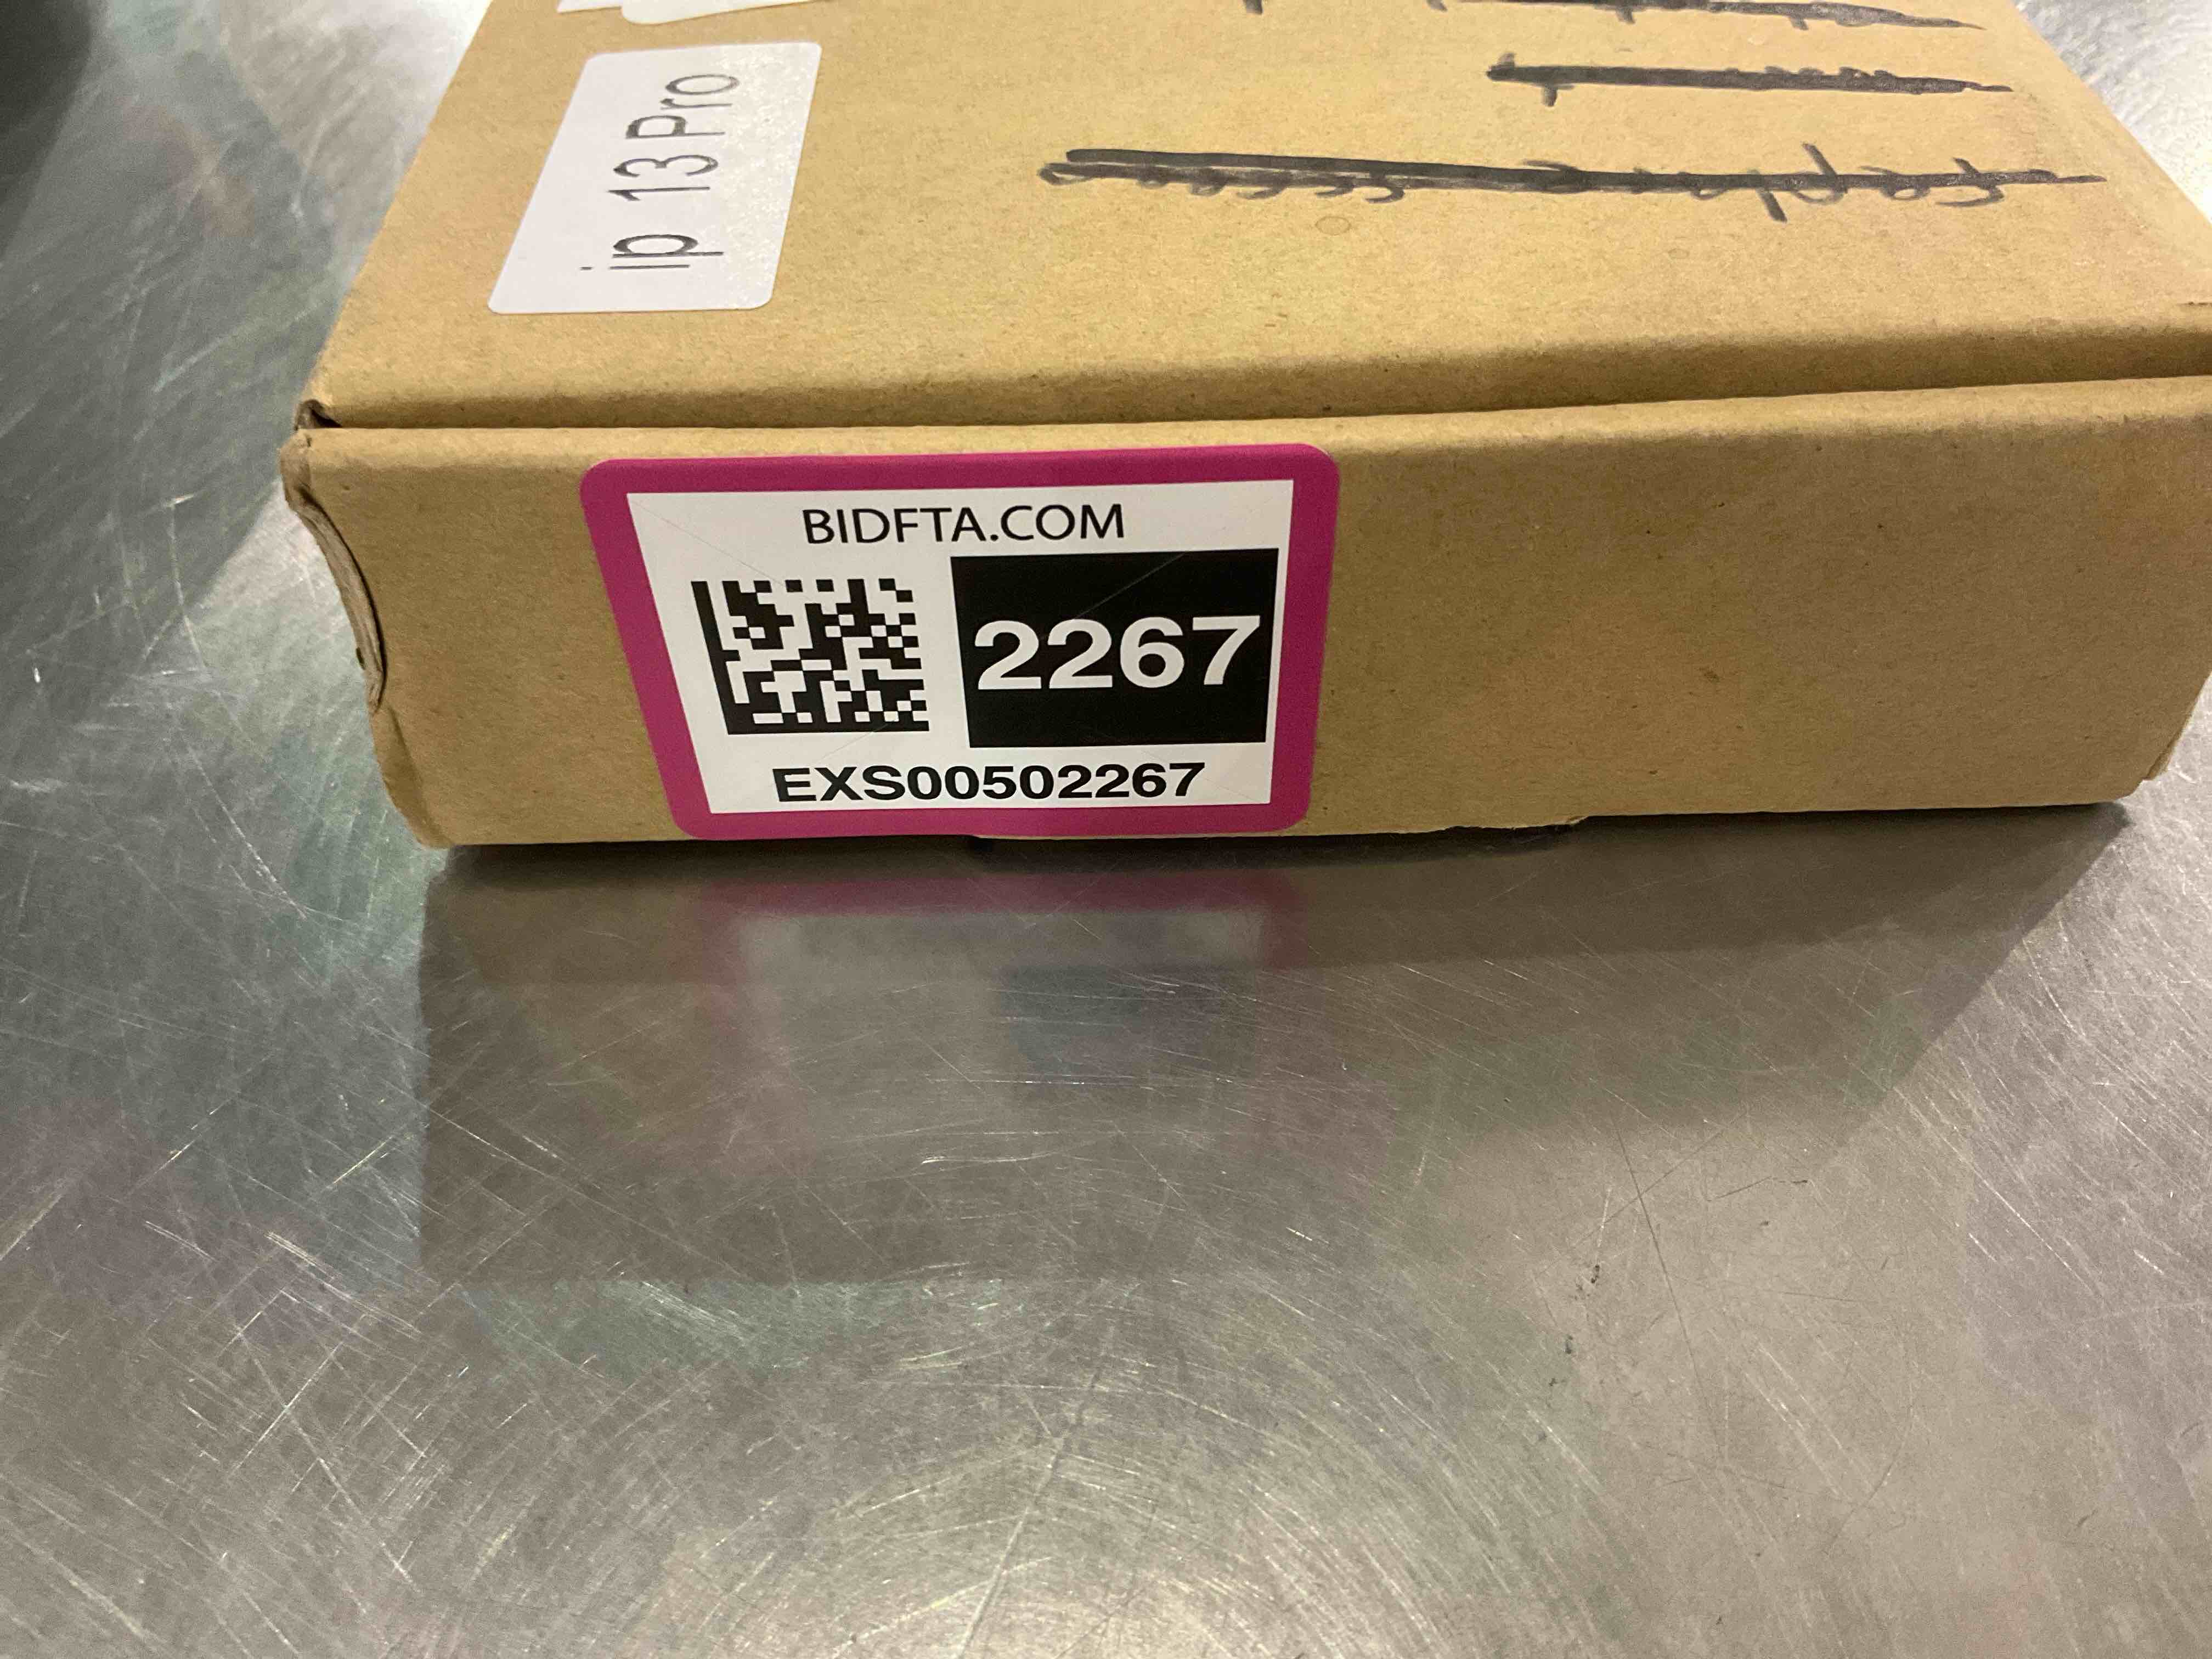 ip 13 Pro
BIDFTA.COM
2267
EXS00502267